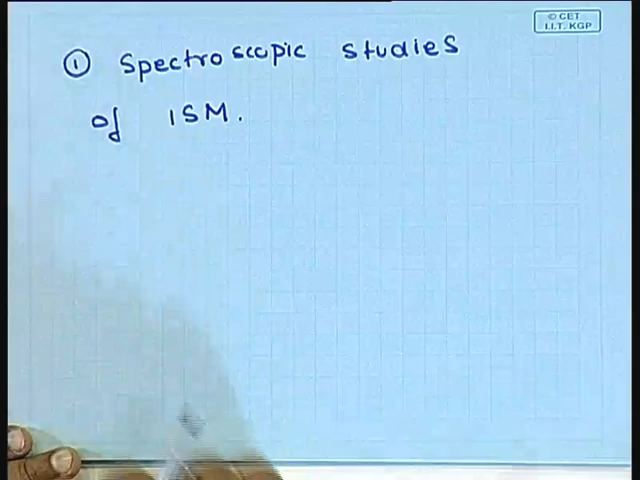 © CET
I.I.T. KGP
① Spectroscopic studies
of ISM.